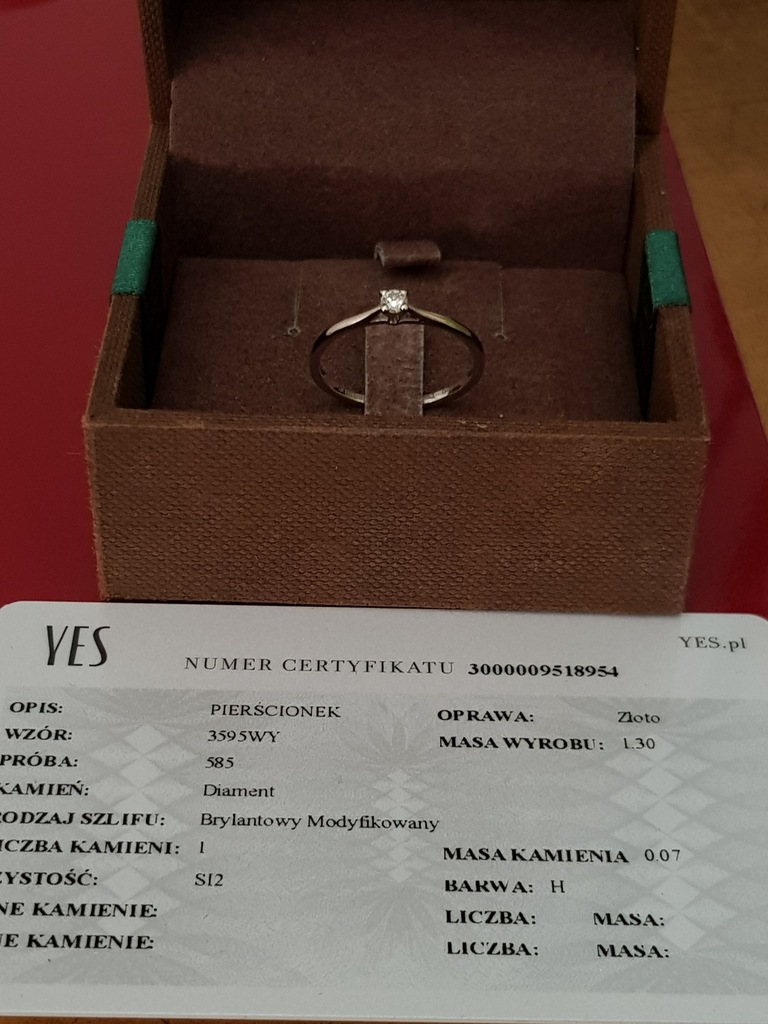 YES
YES.pl
NUMER CERTYFIKATU 3000009518954
OPIS: PIERŚCIONEK OPRAWA: Złoto
WZÓR: 3595WY MASA WYROBU: 1.30
PRÓBA: 585
KAMIEŃ: Diament
RODZAJ SZLIFU: Brylantowy Modyfikowany
ICZBA KAMIENI: 1 MASA KAMIENIA 0.07
ZYSTOŚĆ: SI2 BARWA: H
NE KAMIENIE: LICZBA: MASA:
NE KAMIENIE: LICZBA: MASA: